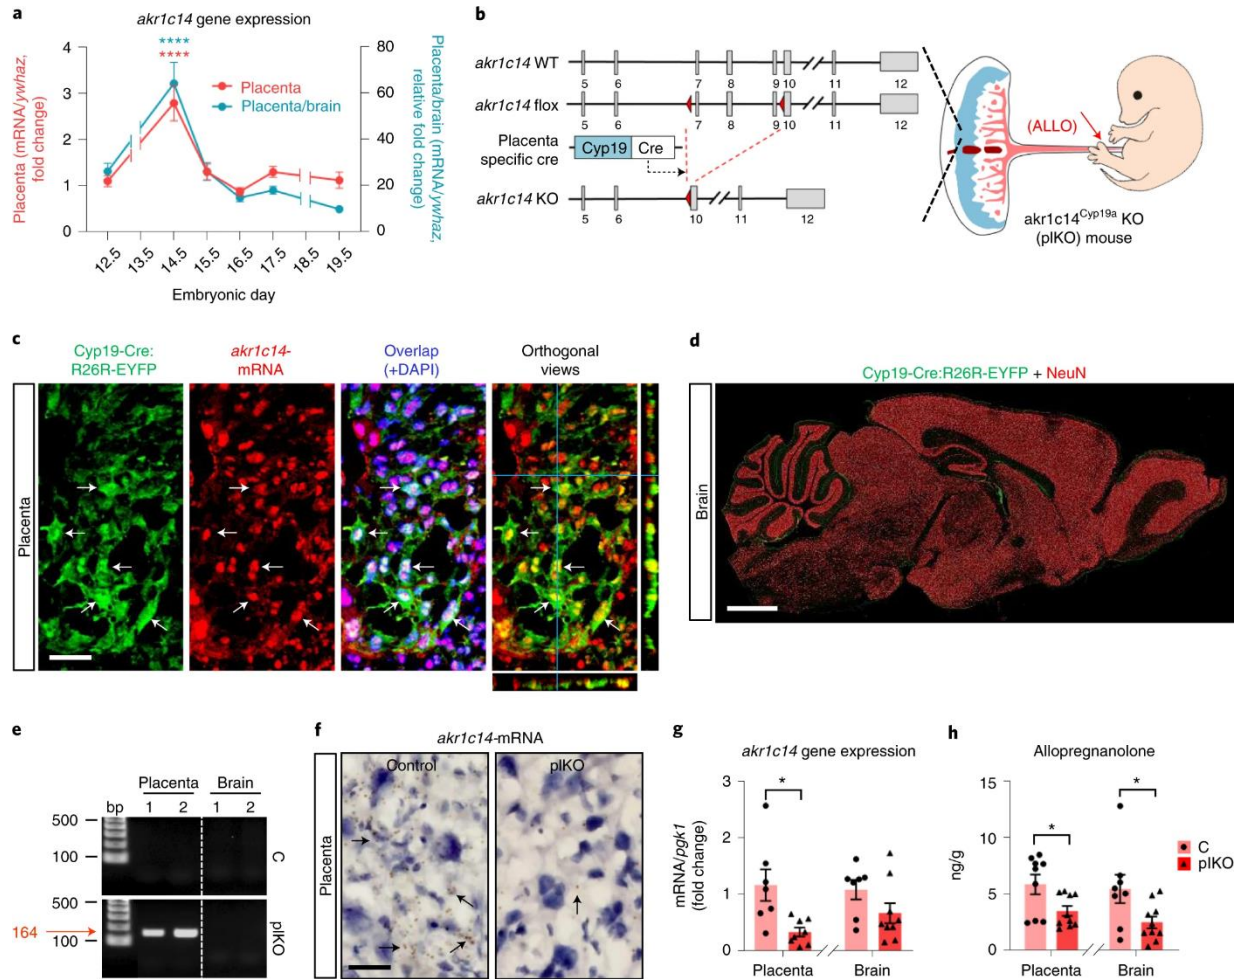 a
akr1c14 gene expression
Placenta (mRNA/ywhaz,
fold change)
4
3
2
1
0
****
****
Placenta
Placenta/brain
80
60
40
20
0
Placenta/brain (mRNA/ywhaz,
relative fold change)
12.5
13.5
14.5
15.5
16.5
17.5
18.5
19.5
Embryonic day
b
akr1c14 WT
5 6 7 8 9 10 11 12
akr1c14 flox
5 6 7 8 9 10 11 12
Placenta
specific cre
Cyp19 Cre
akr1c14 KO
5 6 10 11 12
(ALLO)
akr1c14Cyp19a KO
(plKO) mouse
c
Cyp19-Cre:
R26R-EYFP
akr1c14-
mRNA
Overlap
(+DAPI)
Orthogonal
views
Placenta
d
Cyp19-Cre:R26R-EYFP + NeuN
Brain
e
Placenta Brain
bp 1 2 1 2
500
100
C
500
164
100
plKO
f
akr1c14-mRNA
Control
plKO
Placenta
g
akr1c14 gene expression
mRNA/pgk1
(fold change)
3
2
1
0
*
Placenta Brain
h
Allopregnanolone
ng/g
15
10
5
0
*
*
Placenta Brain
C
plKO